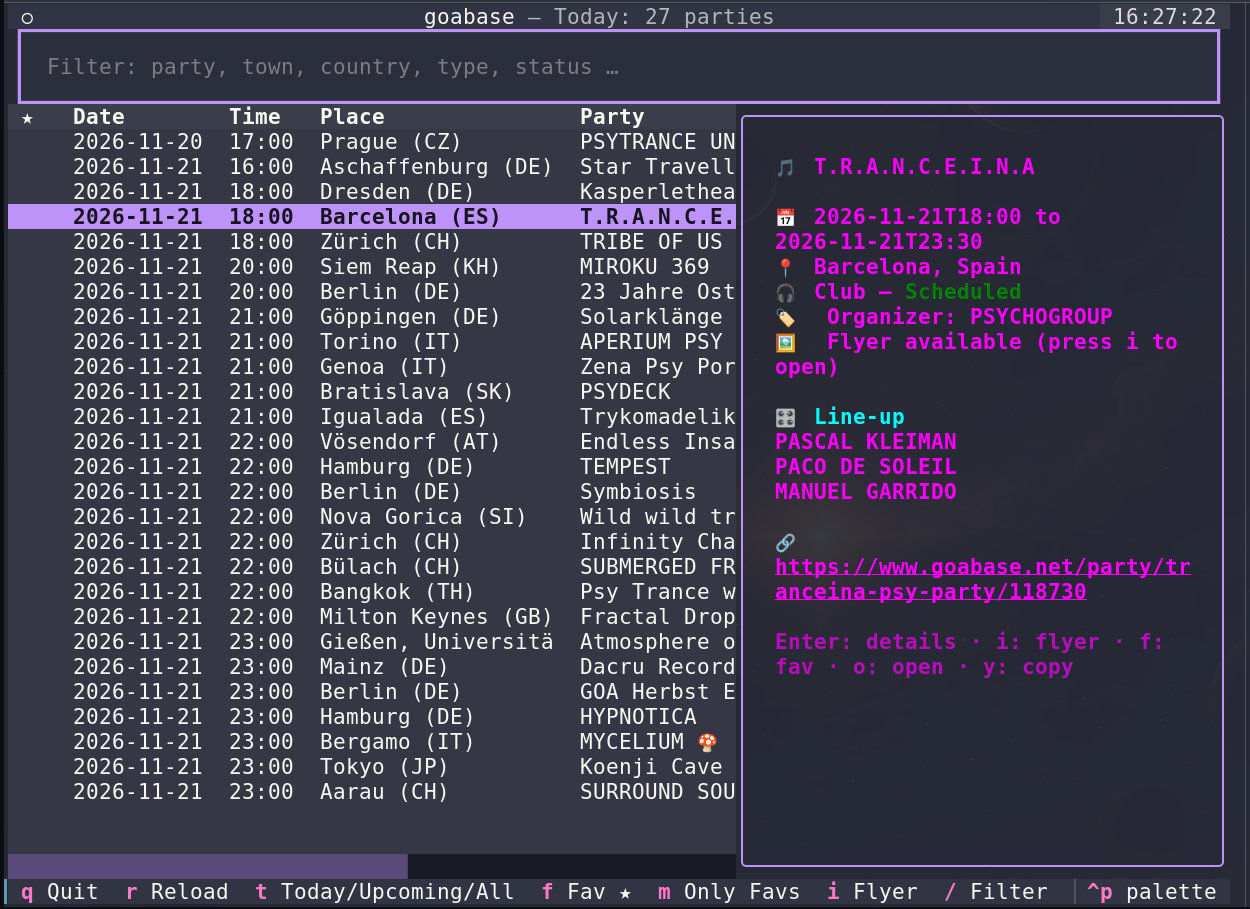 ○ goabase — Today: 27 parties 16:27:22
Filter: party, town, country, type, status …
★ Date Time Place Party
2026-11-20 17:00 Prague (CZ) PSYTRANCE UN
2026-11-21 16:00 Aschaffenburg (DE) Star Travell
2026-11-21 18:00 Dresden (DE) Kasperlethea
2026-11-21 18:00 Barcelona (ES) T.R.A.N.C.E.
2026-11-21 18:00 Zürich (CH) TRIBE OF US
2026-11-21 20:00 Siem Reap (KH) MIROKU 369
2026-11-21 20:00 Berlin (DE) 23 Jahre Ost
2026-11-21 21:00 Göppingen (DE) Solarklänge
2026-11-21 21:00 Torino (IT) APERIUM PSY
2026-11-21 21:00 Genoa (IT) Zena Psy Por
2026-11-21 21:00 Bratislava (SK) PSYDECK
2026-11-21 21:00 Igualada (ES) Trykomadelik
2026-11-21 22:00 Vösendorf (AT) Endless Insa
2026-11-21 22:00 Hamburg (DE) TEMPEST
2026-11-21 22:00 Berlin (DE) Symbiosis
2026-11-21 22:00 Nova Gorica (SI) Wild wild tr
2026-11-21 22:00 Zürich (CH) Infinity Cha
2026-11-21 22:00 Bülach (CH) SUBMERGED FR
2026-11-21 22:00 Bangkok (TH) Psy Trance w
2026-11-21 22:00 Milton Keynes (GB) Fractal Drop
2026-11-21 23:00 Gießen, Universitä Atmosphere o
2026-11-21 23:00 Mainz (DE) Dacru Record
2026-11-21 23:00 Berlin (DE) GOA Herbst E
2026-11-21 23:00 Hamburg (DE) HYPNOTICA
2026-11-21 23:00 Bergamo (IT) MYCELIUM 🍄
2026-11-21 23:00 Tokyo (JP) Koenji Cave
2026-11-21 23:00 Aarau (CH) SURROUND SOU
🎵 T.R.A.N.C.E.I.N.A
📅 2026-11-21T18:00 to
2026-11-21T23:30
📍 Barcelona, Spain
🎧 Club — Scheduled
🏷️ Organizer: PSYCHOGROUP
🖼️ Flyer available (press i to
open)
🎛️ Line-up
PASCAL KLEIMAN
PACO DE SOLEIL
MANUEL GARRIDO
🔗
https://www.goabase.net/party/tr
anceina-psy-party/118730
Enter: details · i: flyer · f:
fav · o: open · y: copy
q Quit r Reload t Today/Upcoming/All f Fav ★ m Only Favs i Flyer / Filter ^p palette